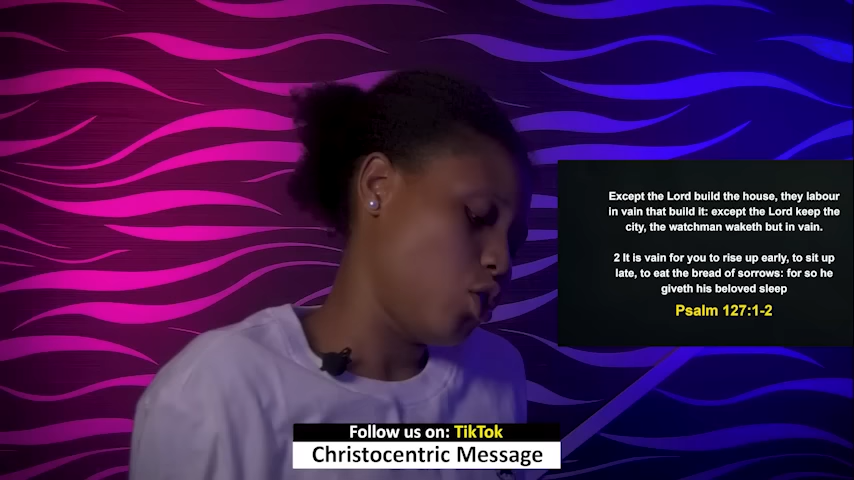 Except the Lord build the house, they labour
in vain that build it: except the Lord keep the
city, the watchman waketh but in vain.
2 It is vain for you to rise up early, to sit up
late, to eat the bread of sorrows: for so he
giveth his beloved sleep
Psalm 127:1-2
Follow us on: TikTok
Christocentric Message